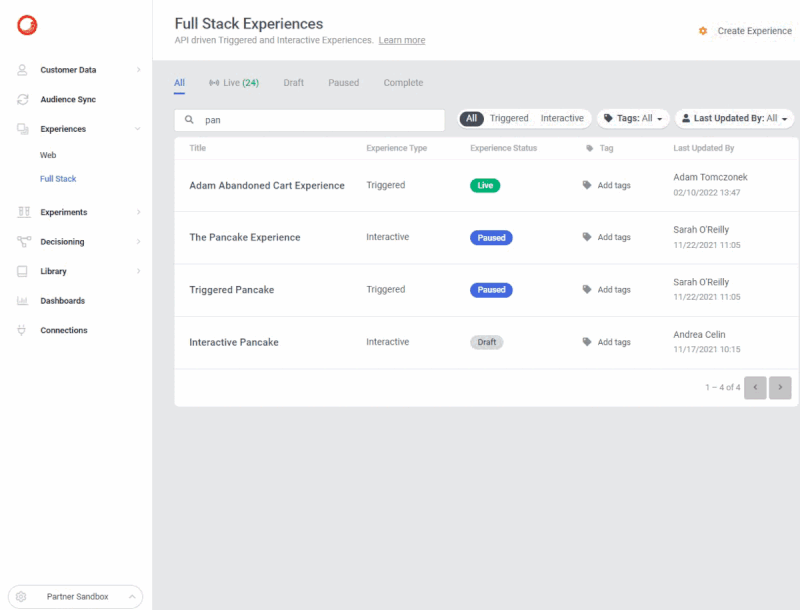 Full Stack Experiences
API driven Triggered and Interactive Experiences. Learn more
Create Experience
Customer Data
Audience Sync
Experiences
Web
Full Stack
Experiments
Decisioning
Library
Dashboards
Connections
Partner Sandbox
All Live (24) Draft Paused Complete
pan
All Triggered Interactive Tags: All Last Updated By: All
Title Experience Type Experience Status Tag Last Updated By
Adam Abandoned Cart Experience Triggered Live Add tags Adam Tomczonek
02/10/2022 13:47
The Pancake Experience Interactive Paused Add tags Sarah O'Reilly
11/22/2021 11:05
Triggered Pancake Triggered Paused Add tags Sarah O'Reilly
11/22/2021 11:05
Interactive Pancake Interactive Draft Add tags Andrea Celin
11/17/2021 10:15
1 – 4 of 4